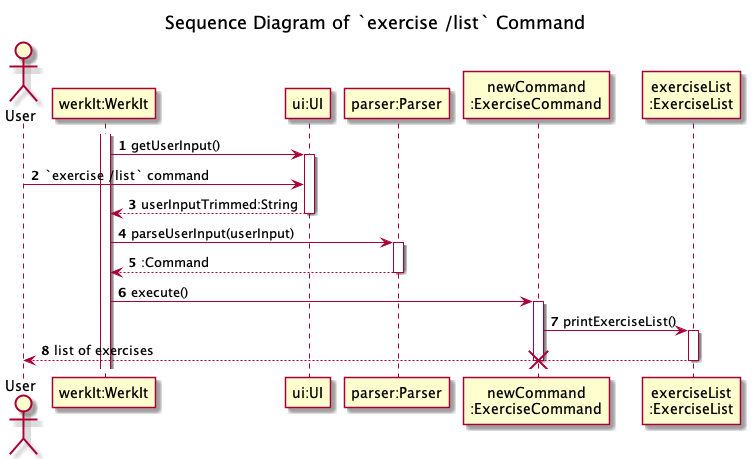 Sequence Diagram of `exercise /list` Command
User
werkIt:WerkIt
ui:UI
parser:Parser
newCommand
:ExerciseCommand
exerciseList
:ExerciseList
1 getUserInput()
2 `exercise /list` command
3 userInputTrimmed:String
4 parseUserInput(userInput)
5 :Command
6 execute()
7 printExerciseList()
8 list of exercises
User
werkIt:WerkIt
ui:UI
parser:Parser
newCommand
:ExerciseCommand
exerciseList
:ExerciseList